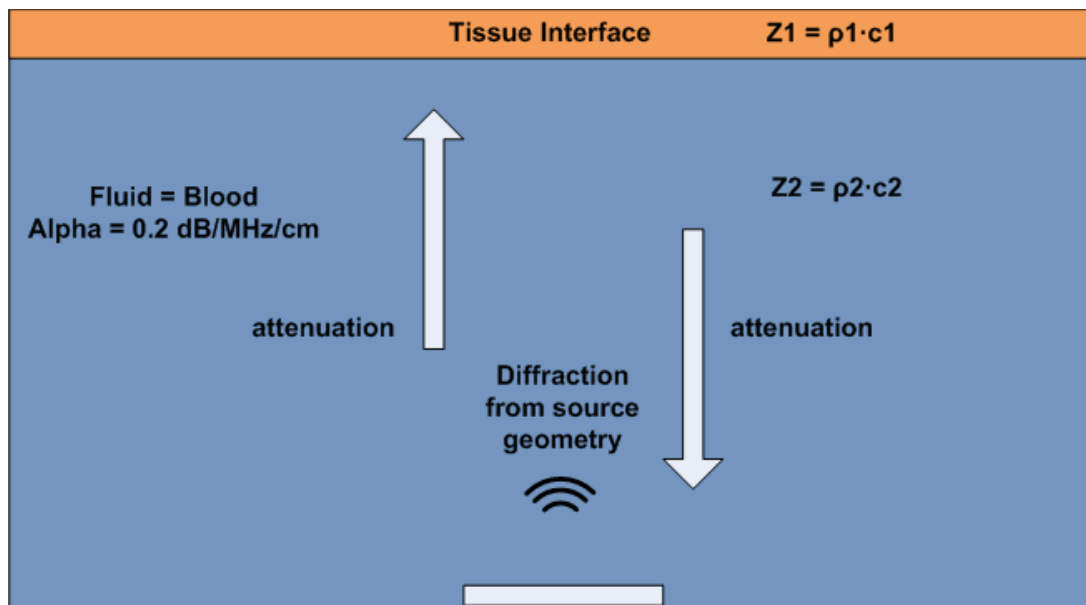 Tissue Interface
Z1 = ρ1·c1
Fluid = Blood
Alpha = 0.2 dB/MHz/cm
Z2 = ρ2·c2
attenuation
attenuation
Diffraction
from source
geometry